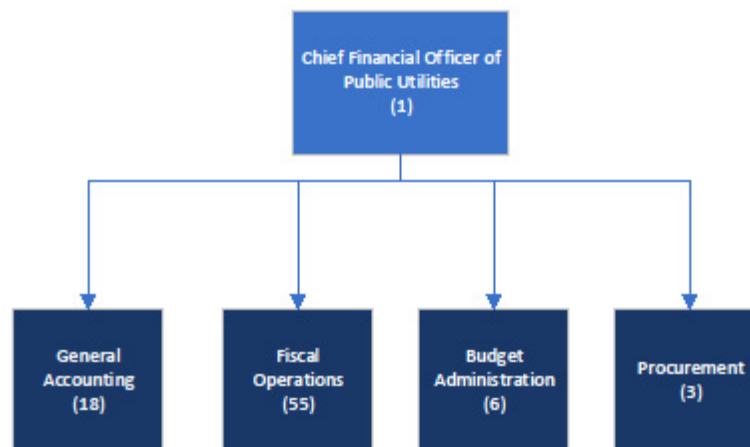 Chief Financial Officer of
Public Utilities
(1)
General
Accounting
(18)
Fiscal
Operations
(55)
Budget
Administration
(6)
Procurement
(3)